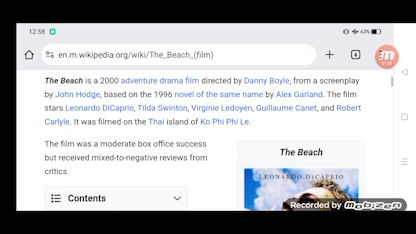 12:58
62%
en.m.wikipedia.org/wiki/The_Beach_(film)
4
The Beach is a 2000 adventure drama film directed by Danny Boyle, from a screenplay
by John Hodge, based on the 1996 novel of the same name by Alex Garland. The film
stars Leonardo DiCaprio, Tilda Swinton, Virginie Ledoyen, Guillaume Canet, and Robert
Carlyle. It was filmed on the Thai island of Ko Phi Phi Le.
The film was a moderate box office success
but received mixed-to-negative reviews from
critics.
Contents
The Beach
LEONARDO DICAPRIO
Recorded by mobizen